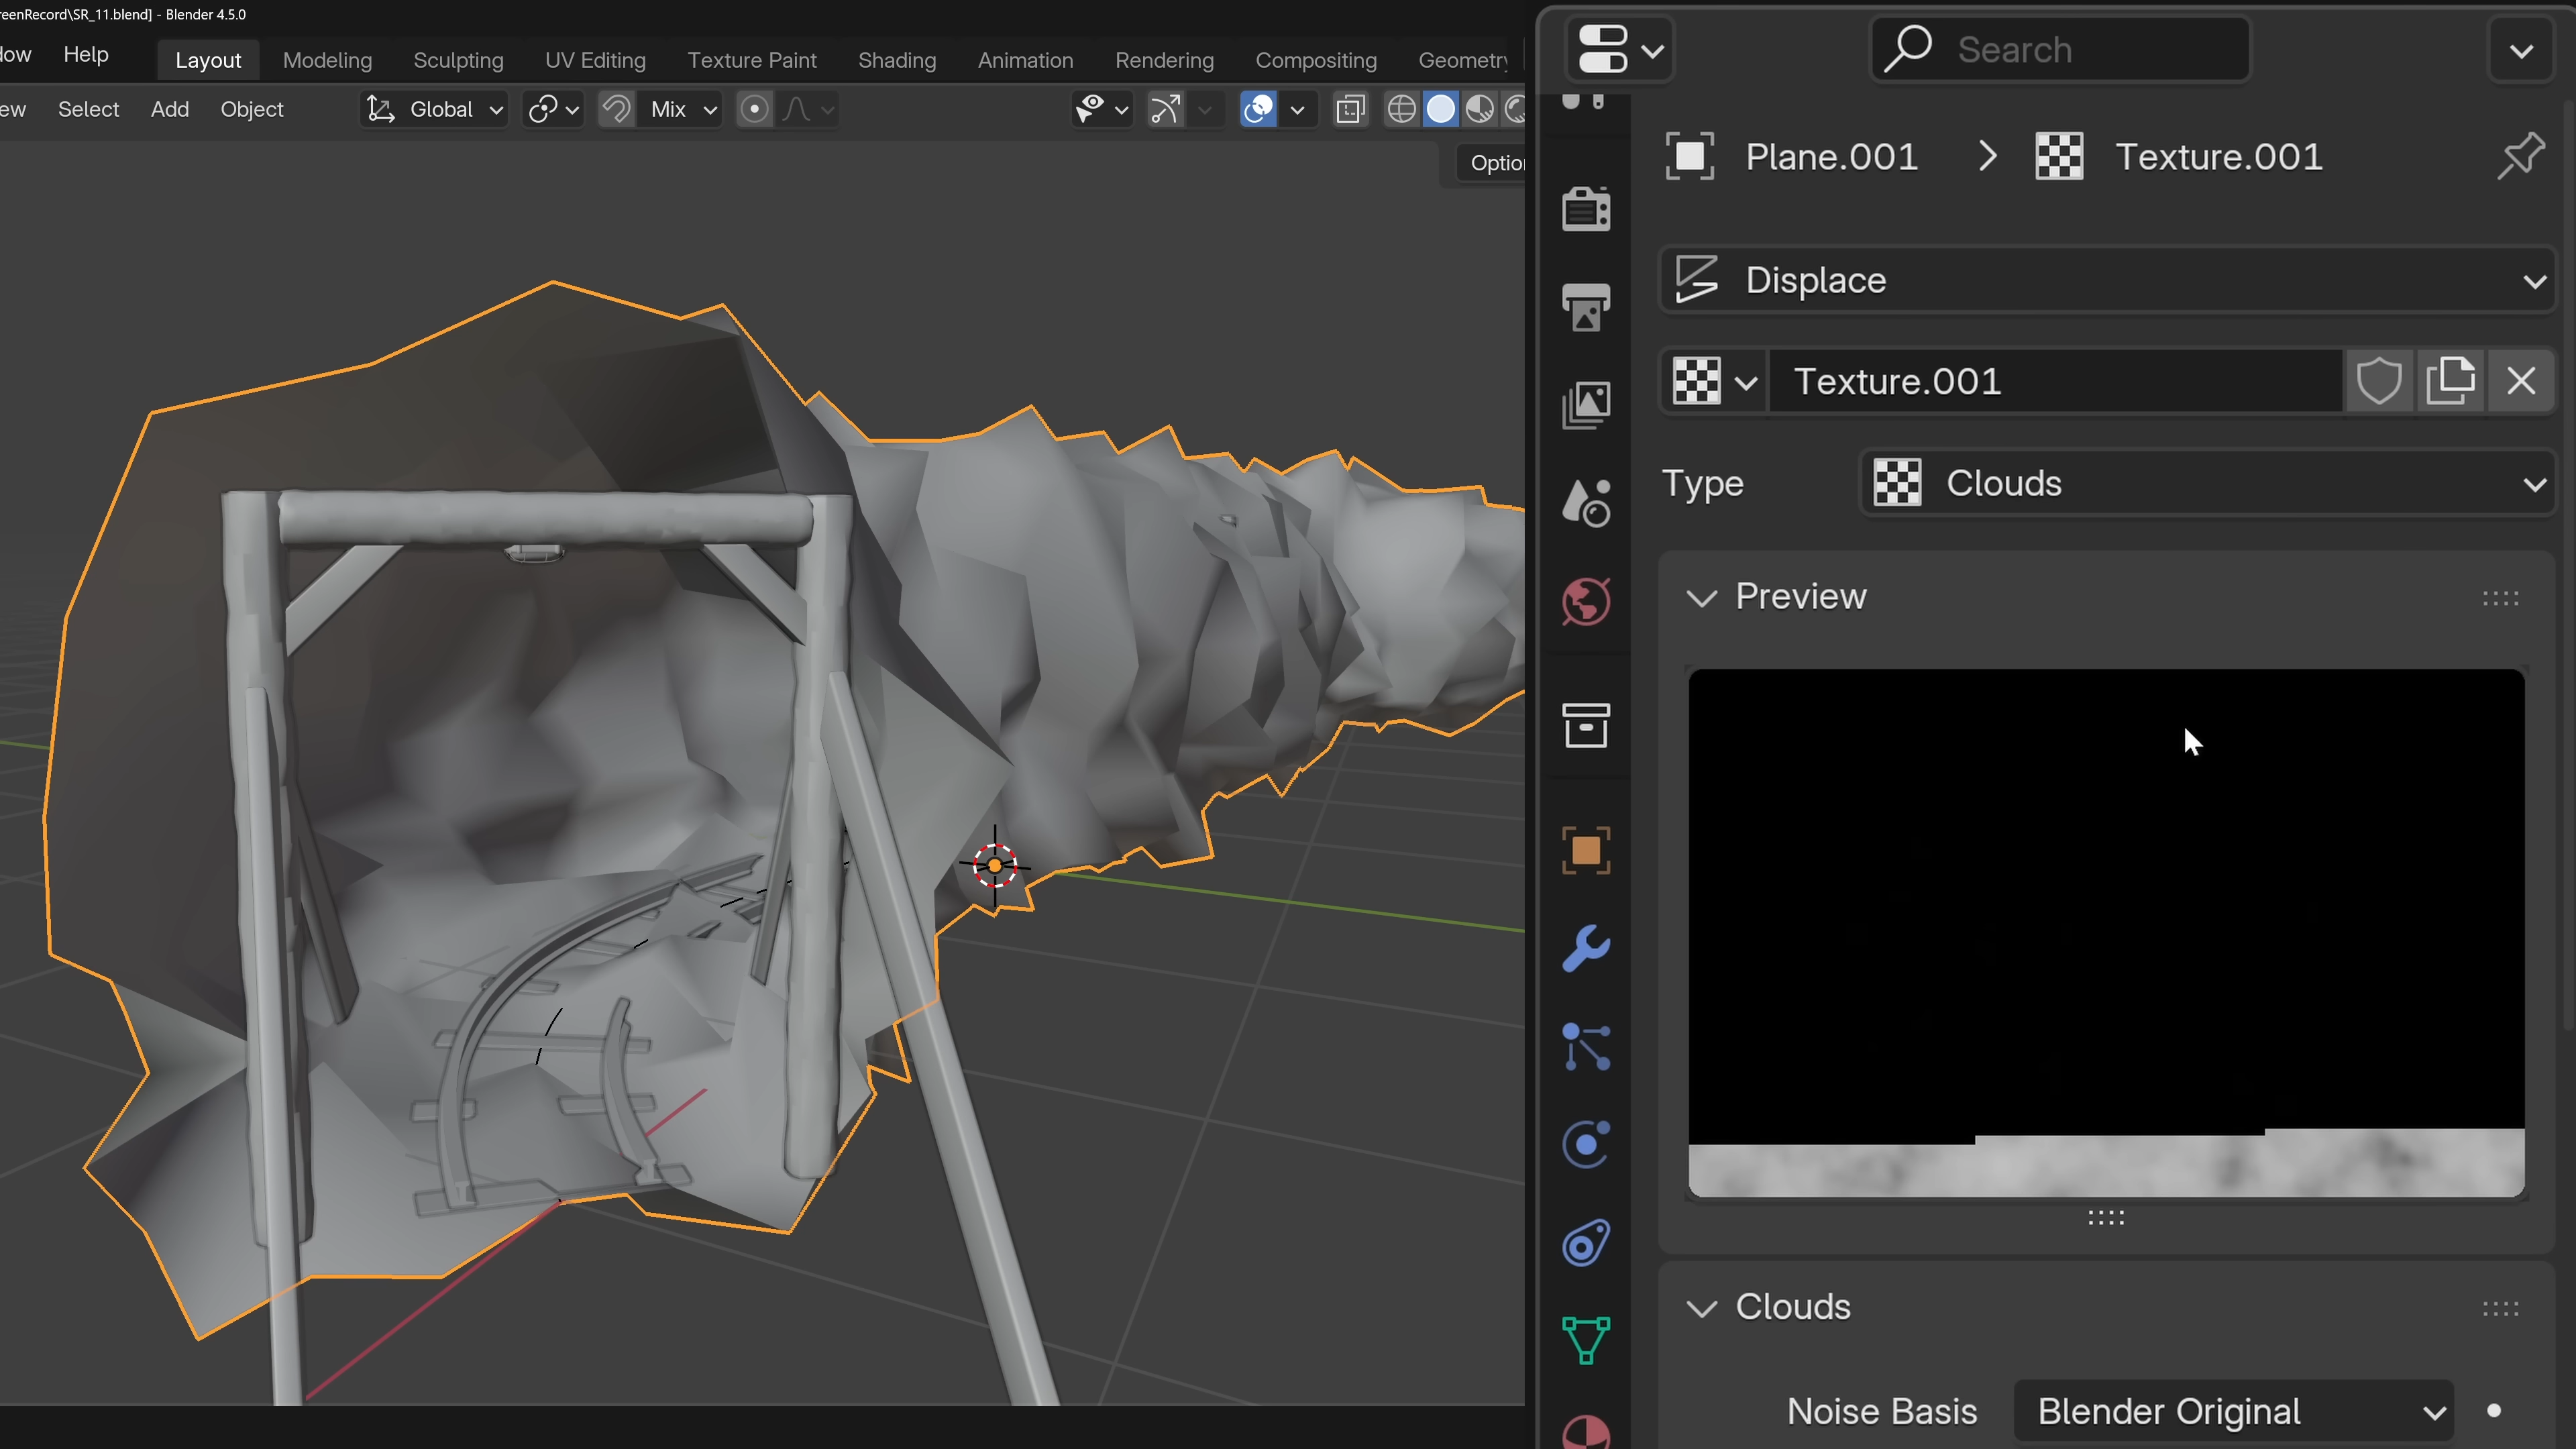 reenRecord\SR_11.blend] - Blender 4.5.0
ow Help Layout Modeling Sculpting UV Editing Texture Paint Shading Animation Rendering Compositing Geometry
ew Select Add Object Global Mix
Optio
Search
Plane.001 Texture.001
Displace
Texture.001
Type Clouds
Preview
Clouds
Noise Basis Blender Original